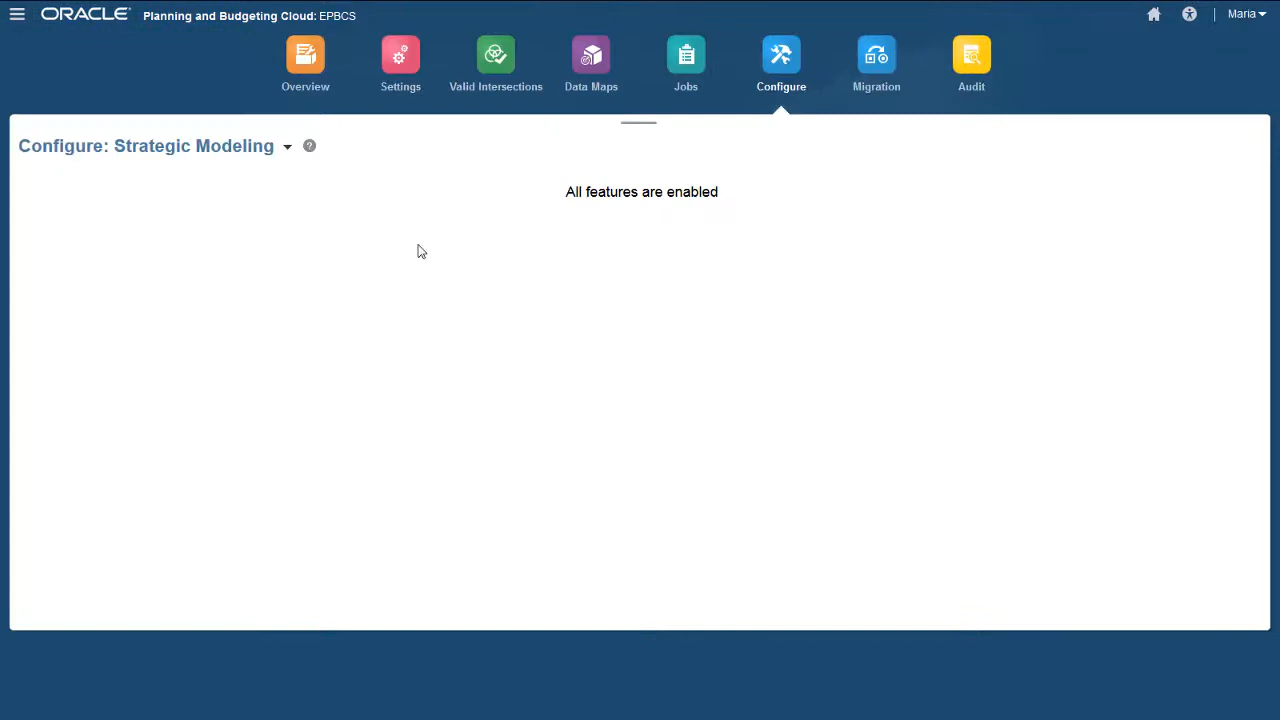 ORACLE Planning and Budgeting Cloud: EPBCS Maria
Overview Settings Valid Intersections Data Maps Jobs Configure Migration Audit
Configure: Strategic Modeling ?
All features are enabled